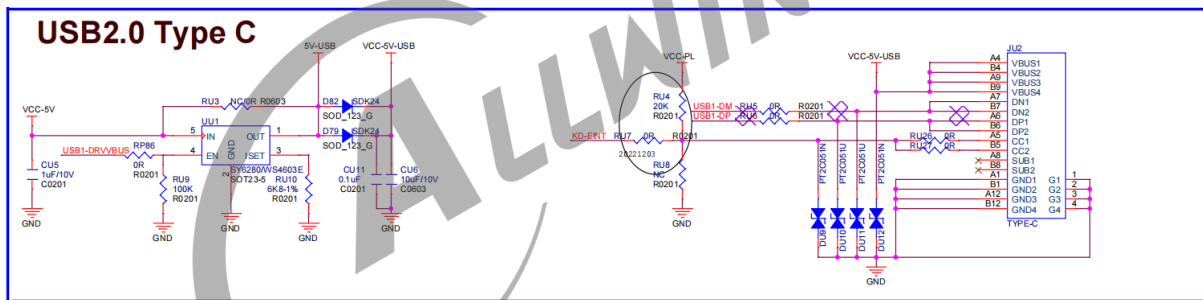 USB2.0 Type C
ALLWIN
5V-USB
VCC-5V-USB
RU3
NC/0R
R0603
D82
SDK24
SOD_123_G
VCC-5V
UU1
5
IN
OUT
1
D79
SDK24
SOD_123_G
USB1-DRVVBUS
RP86
0R
R0201
4
EN
GND
ISET
3
2
SY6280/WS4603E
SOT23-5
CU5
1uF/10V
C0201
RU9
100K
R0201
RU10
6K8-1%
R0201
CU11
0.1uF
C0201
CU6
10uF/10V
C0603
GND
GND
GND
GND
GND
VCC-PL
RU4
20K
R0201
KD-EINT
RU7
0R
R0201
20221203
RU8
NC
R0201
GND
USB1-DM
RU5
0R
R0201
USB1-DP
RU6
0R
R0201
VCC-5V-USB
PT2C051N
PT2C051U
PT2C051U
PT2C051N
DU9
DU10
DU11
DU12
GND
RU26
0R
RU27
0R
JU2
A4
VBUS1
B4
VBUS2
A9
VBUS3
B9
VBUS4
A7
DN1
B7
DN2
A6
DP1
B6
DP2
A5
CC1
B5
CC2
A8
SUB1
B8
SUB2
A1
GND1
G1
1
B1
GND2
G2
2
A12
GND3
G3
3
B12
GND4
G4
4
TYPE-C